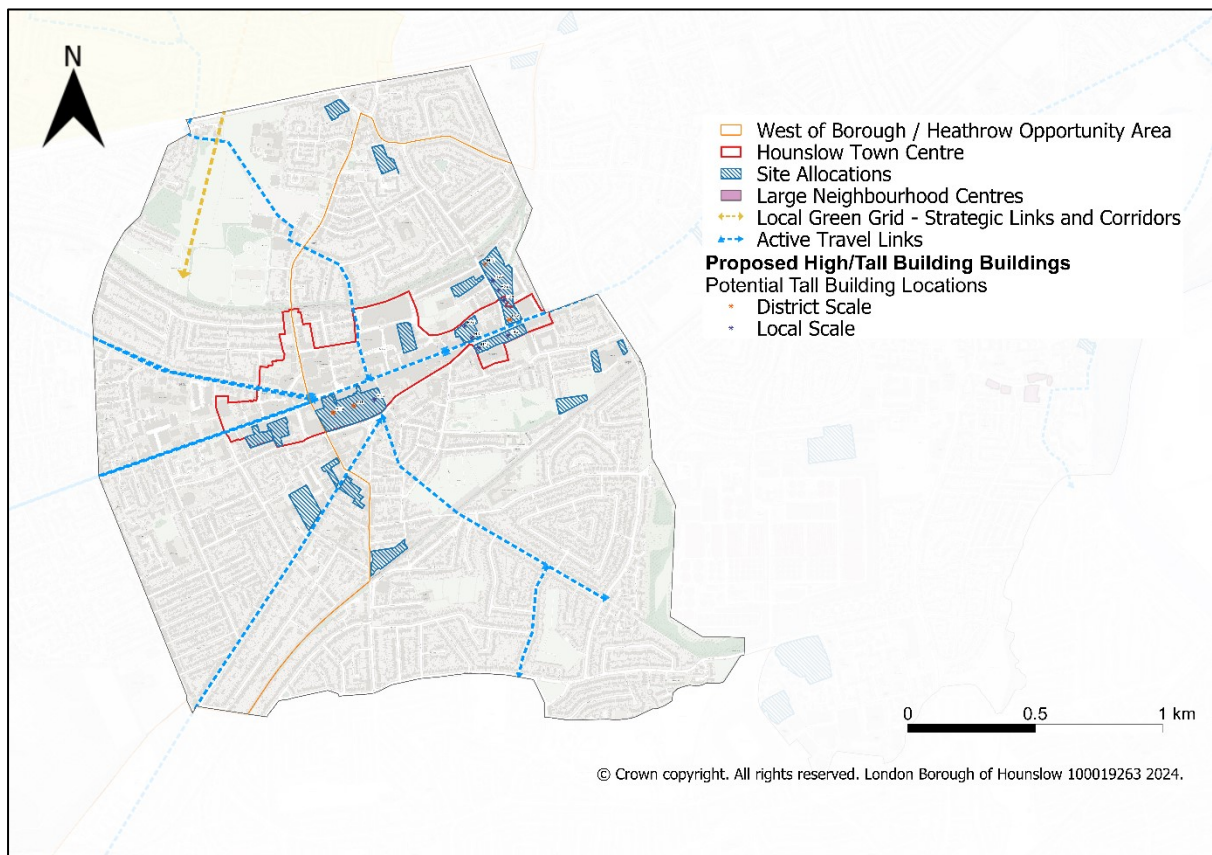 N
West of Borough / Heathrow Opportunity Area
Hounslow Town Centre
Site Allocations
Large Neighbourhood Centres
Local Green Grid - Strategic Links and Corridors
Active Travel Links
Proposed High/Tall Building Buildings
Potential Tall Building Locations
District Scale
Local Scale
0 0.5 1 km
© Crown copyright. All rights reserved. London Borough of Hounslow 100019263 2024.